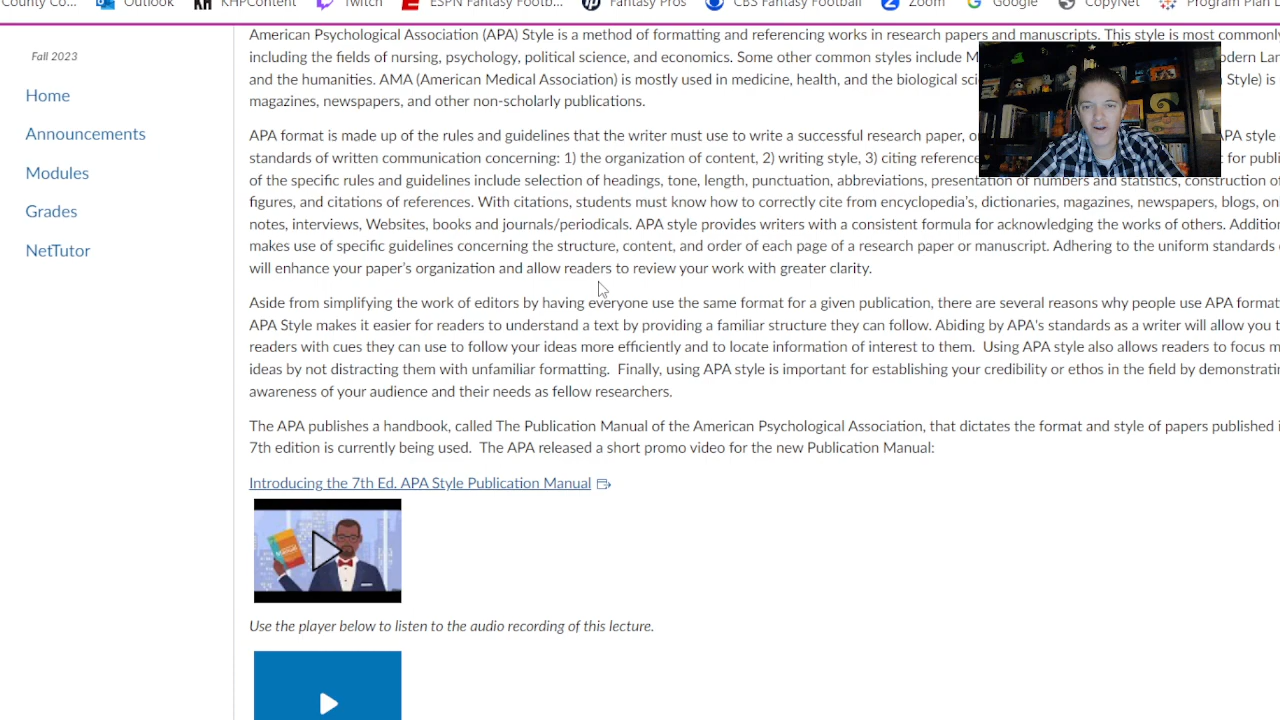 County Co... Outlook KHPContent Twitch ESPN Fantasy Footb... Fantasy Pros CBS Fantasy Football Zoom Google CopyNet Program Plan
Fall 2023
Home
Announcements
Modules
Grades
NetTutor
American Psychological Association (APA) Style is a method of formatting and referencing works in research papers and manuscripts. This style is most commonly
including the fields of nursing, psychology, political science, and economics. Some other common styles include M dern Lan
and the humanities. AMA (American Medical Association) is mostly used in medicine, health, and the biological sci Style) is
magazines, newspapers, and other non-scholarly publications.
APA format is made up of the rules and guidelines that the writer must use to write a successful research paper, o PA style
standards of written communication concerning: 1) the organization of content, 2) writing style, 3) citing reference for publi
of the specific rules and guidelines include selection of headings, tone, length, punctuation, abbreviations, presentation of numbers and statistics, construction of
figures, and citations of references. With citations, students must know how to correctly cite from encyclopedia's, dictionaries, magazines, newspapers, blogs, on
notes, interviews, Websites, books and journals/periodicals. APA style provides writers with a consistent formula for acknowledging the works of others. Addition
makes use of specific guidelines concerning the structure, content, and order of each page of a research paper or manuscript. Adhering to the uniform standards
will enhance your paper's organization and allow readers to review your work with greater clarity.
Aside from simplifying the work of editors by having everyone use the same format for a given publication, there are several reasons why people use APA format
APA Style makes it easier for readers to understand a text by providing a familiar structure they can follow. Abiding by APA's standards as a writer will allow you t
readers with cues they can use to follow your ideas more efficiently and to locate information of interest to them. Using APA style also allows readers to focus m
ideas by not distracting them with unfamiliar formatting. Finally, using APA style is important for establishing your credibility or ethos in the field by demonstratin
awareness of your audience and their needs as fellow researchers.
The APA publishes a handbook, called The Publication Manual of the American Psychological Association, that dictates the format and style of papers published i
7th edition is currently being used. The APA released a short promo video for the new Publication Manual:
Introducing the 7th Ed. APA Style Publication Manual
Use the player below to listen to the audio recording of this lecture.